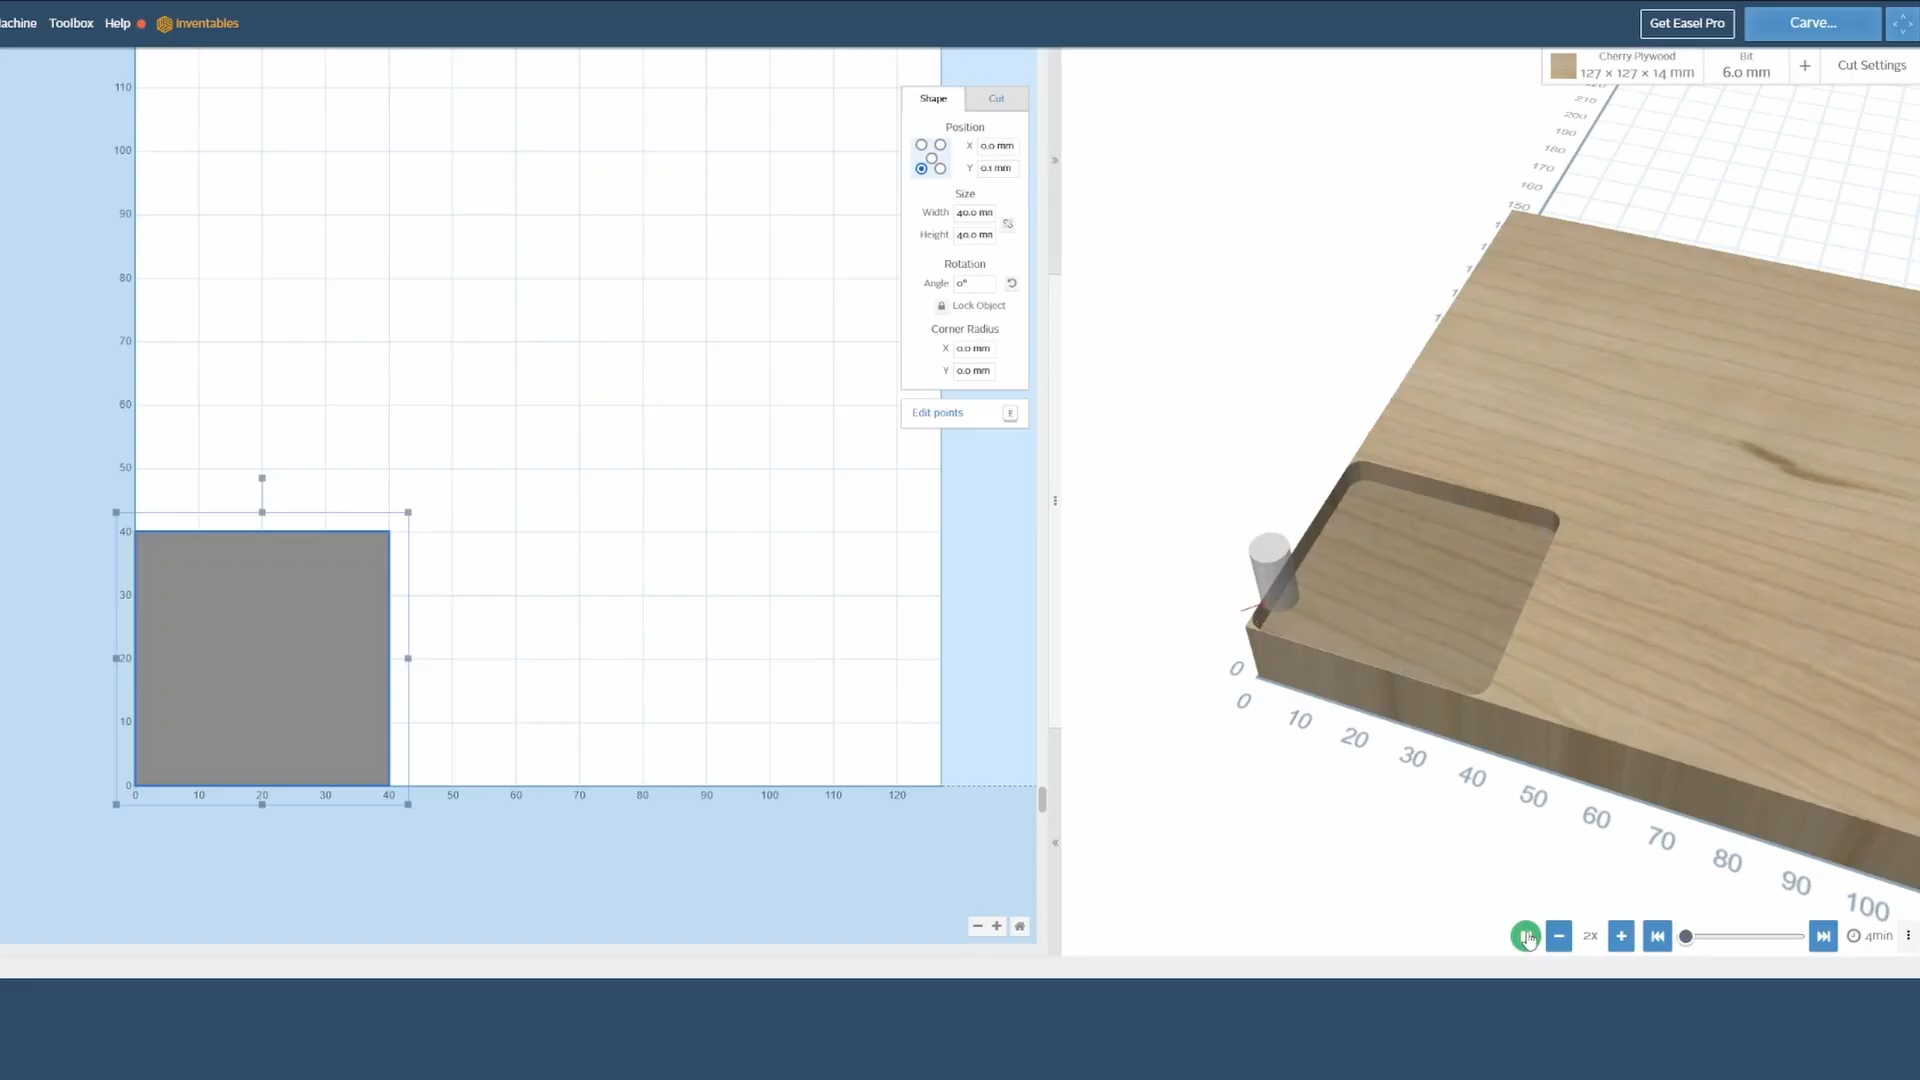 Machine Toolbox Help Inventables
Get Easel Pro
Carve...
Cherry Plywood
127 × 127 × 14 mm
Bit
6.0 mm
+
Cut Settings
Shape Cut
Position
X 0.0 mm
Y 0.1 mm
Size
Width 40.0 mm
Height 40.0 mm
Rotation
Angle 0°
Lock Object
Corner Radius
X 0.0 mm
Y 0.0 mm
Edit points E
110
100
90
80
70
60
50
40
30
20
10
0
0 10 20 30 40 50 60 70 80 90 100 110 120
210
200
190
180
170
160
150
0
0 10 20 30 40 50 60 70 80 90 100
2X
4min